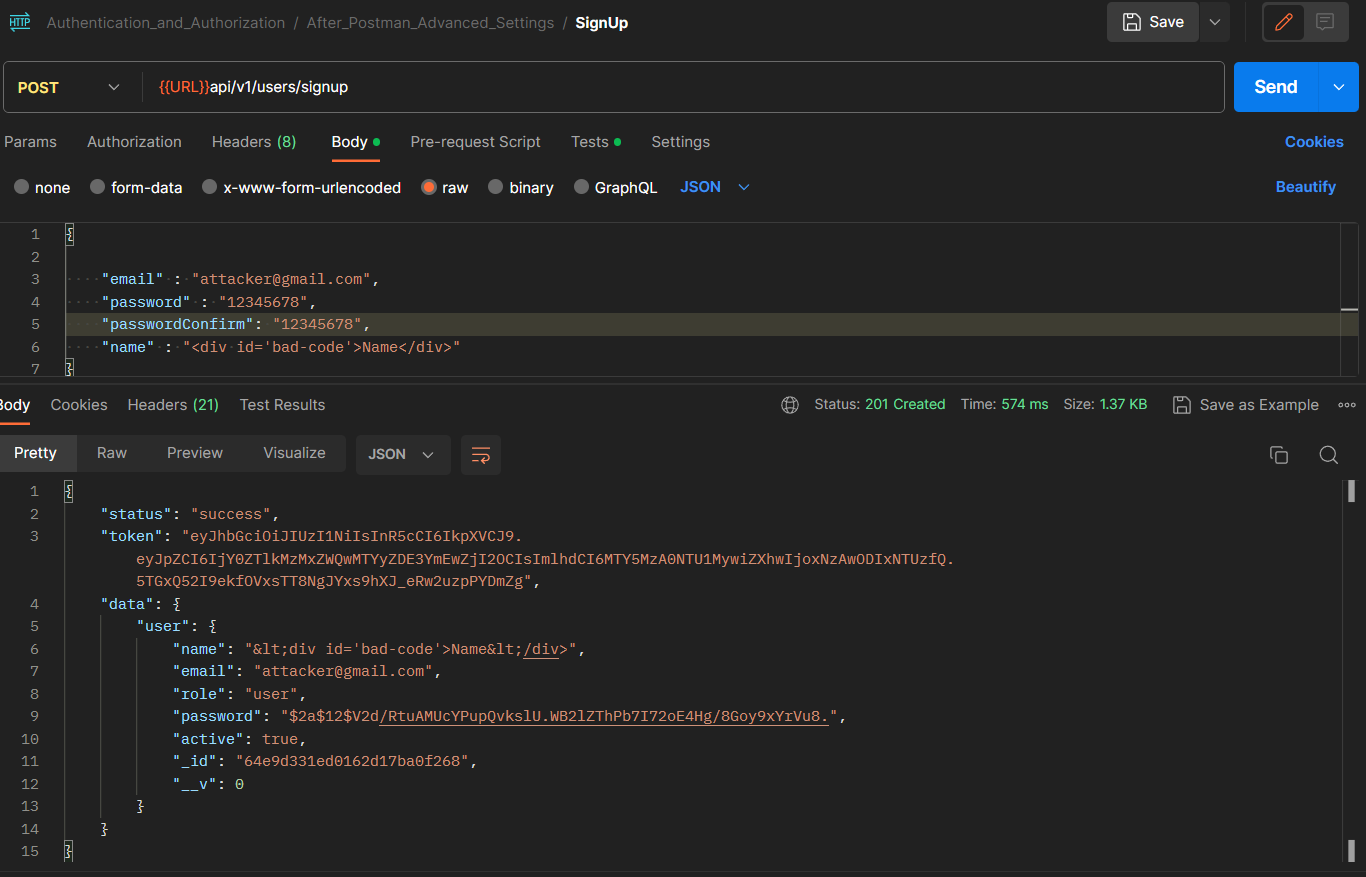 HTTP Authentication_and_Authorization / After_Postman_Advanced_Settings / SignUp Save
POST {{URL}}api/v1/users/signup Send
Params Authorization Headers (8) Body Pre-request Script Tests Settings Cookies
none form-data x-www-form-urlencoded raw binary GraphQL JSON Beautify
1 {
2
3 "email" : "attacker@gmail.com",
4 "password" : "12345678",
5 "passwordConfirm": "12345678",
6 "name" : "<div id='bad-code'>Name</div>"
7 }
Body Cookies Headers (21) Test Results Status: 201 Created Time: 574 ms Size: 1.37 KB Save as Example
Pretty Raw Preview Visualize JSON
1 {
2 "status": "success",
3 "token": "eyJhbGciOiJIUzI1NiIsInR5cCI6IkpXVCJ9.
eyJpZCI6IjY0ZTlkMzMxZWQwMTYyZDE3YmEwZjI2OCIsImlhdCI6MTY5MzA0NTU1MywiZXhwIjoxNzAwODIxNTUzfQ.
5TGxQ52I9ekfOVxsTT8NgJYxs9hXJ_eRw2uzpPYDmZg",
4 "data": {
5 "user": {
6 "name": "&lt;div id='bad-code'>Name&lt;/div>",
7 "email": "attacker@gmail.com",
8 "role": "user",
9 "password": "$2a$12$V2d/RtuAMUcYPupQvkslU.WB2lZThPb7I72oE4Hg/8Goy9xYrVu8.",
10 "active": true,
11 "_id": "64e9d331ed0162d17ba0f268",
12 "__v": 0
13 }
14 }
15 }